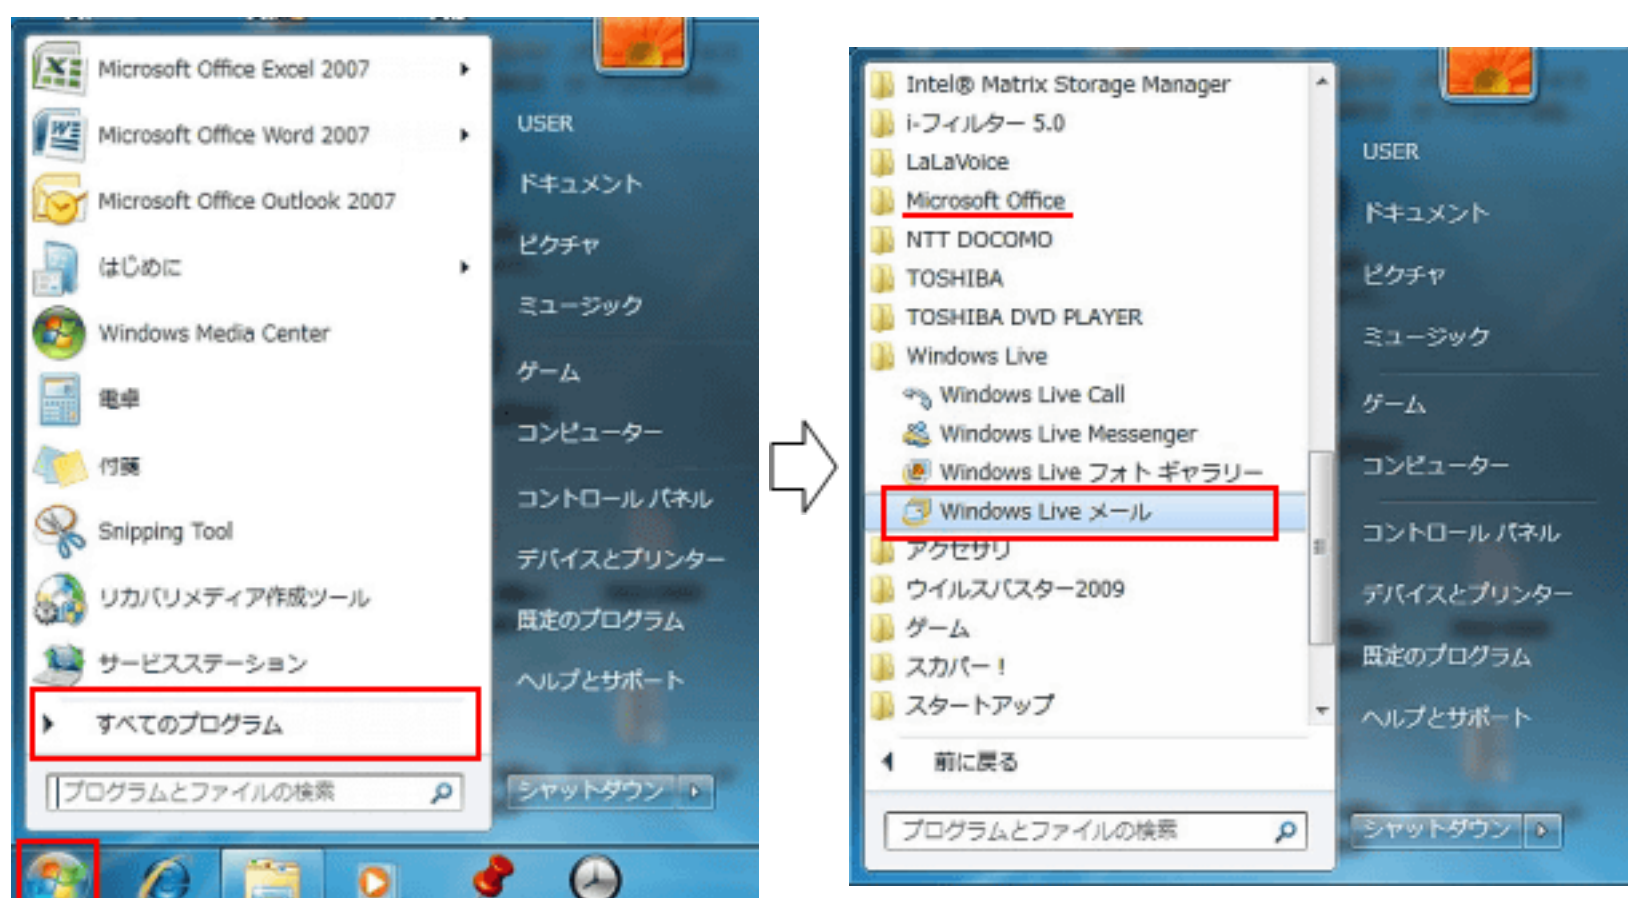 Microsoft Office Excel 2007
Microsoft Office Word 2007
Microsoft Office Outlook 2007
はじめに
Windows Media Center
電卓
付箋
Snipping Tool
リカバリメディア作成ツール
サービスステーション
すべてのプログラム
プログラムとファイルの検索
USER
ドキュメント
ピクチャ
ミュージック
ゲーム
コンピューター
コントロール パネル
デバイスとプリンター
既定のプログラム
ヘルプとサポート
シャットダウン
Intel® Matrix Storage Manager
i-フィルター 5.0
LaLaVoice
Microsoft Office
NTT DOCOMO
TOSHIBA
TOSHIBA DVD PLAYER
Windows Live
Windows Live Call
Windows Live Messenger
Windows Live フォト ギャラリー
Windows Live メール
アクセサリ
ウイルスバスター2009
ゲーム
スカパー！
スタートアップ
前に戻る
プログラムとファイルの検索
USER
ドキュメント
ピクチャ
ミュージック
ゲーム
コンピューター
コントロール パネル
デバイスとプリンター
既定のプログラム
ヘルプとサポート
シャットダウン